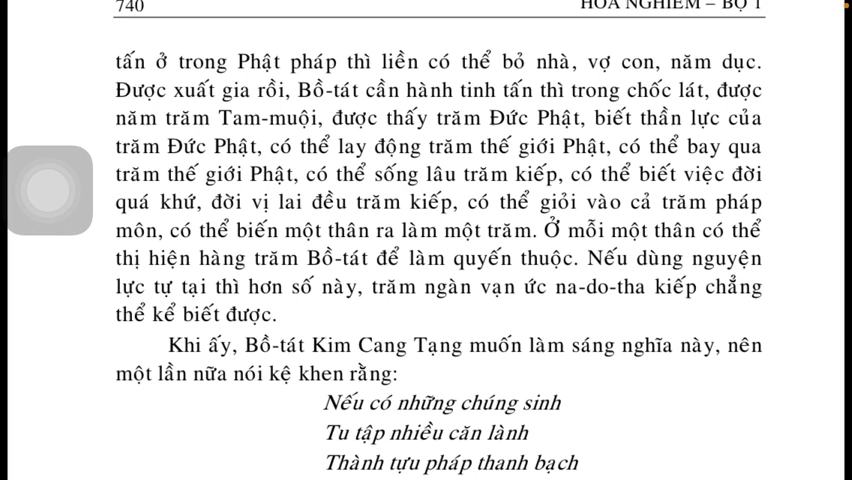 740 HOA NGHIÊM – BỘ 1
tấn ở trong Phật pháp thì liền có thể bỏ nhà, vợ con, năm dục.
Được xuất gia rồi, Bồ-tát cần hành tinh tấn thì trong chốc lát, được
năm trăm Tam-muội, được thấy trăm Đức Phật, biết thần lực của
trăm Đức Phật, có thể lay động trăm thế giới Phật, có thể bay qua
trăm thế giới Phật, có thể sống lâu trăm kiếp, có thể biết việc đời
quá khứ, đời vị lai đều trăm kiếp, có thể giỏi vào cả trăm pháp
môn, có thể biến một thân ra làm một trăm. Ở mỗi một thân có thể
thị hiện hàng trăm Bồ-tát để làm quyến thuộc. Nếu dùng nguyện
lực tự tại thì hơn số này, trăm ngàn vạn ức na-do-tha kiếp chẳng
thể kể biết được.
Khi ấy, Bồ-tát Kim Cang Tạng muốn làm sáng nghĩa này, nên
một lần nữa nói kệ khen rằng:
Nếu có những chúng sinh
Tu tập nhiều căn lành
Thành tựu pháp thanh bạch